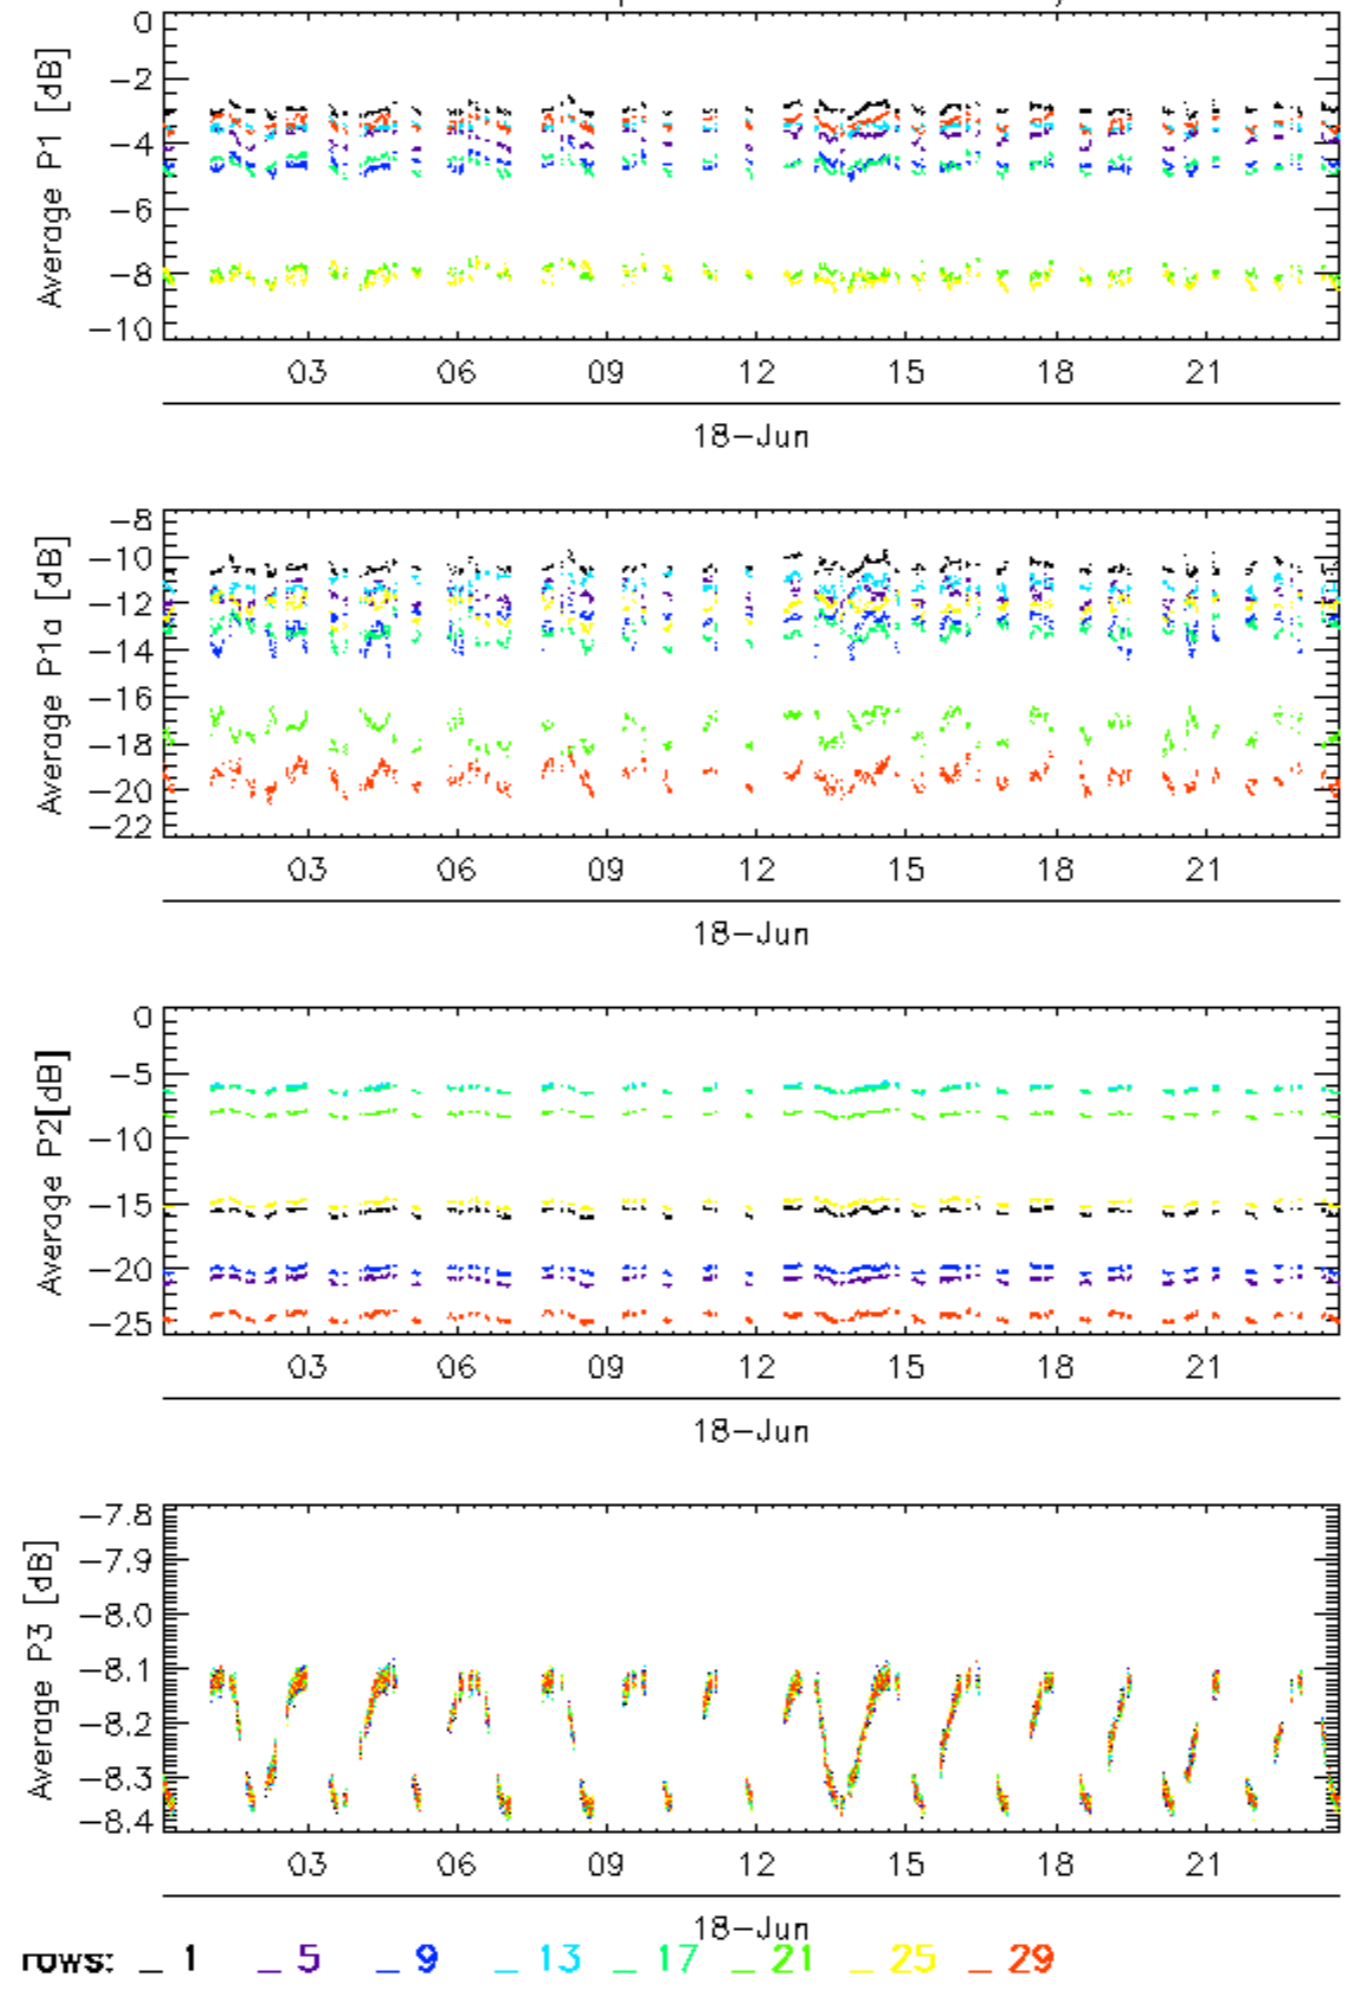 Average P1 [dB]
0
−2
−4
−6
−8
−10
03 06 09 12 15 18 21
18−Jun
Average P1a [dB]
−8
−10
−12
−14
−16
−18
−20
−22
03 06 09 12 15 18 21
18−Jun
Average P2[dB]
0
−5
−10
−15
−20
−25
03 06 09 12 15 18 21
18−Jun
Average P3 [dB]
−7.8
−7.9
−8.0
−8.1
−8.2
−8.3
−8.4
03 06 09 12 15 18 21
18−Jun
rows: _ 1 _ 5 _ 9 _ 13 _ 17 _ 21 _ 25 _ 29